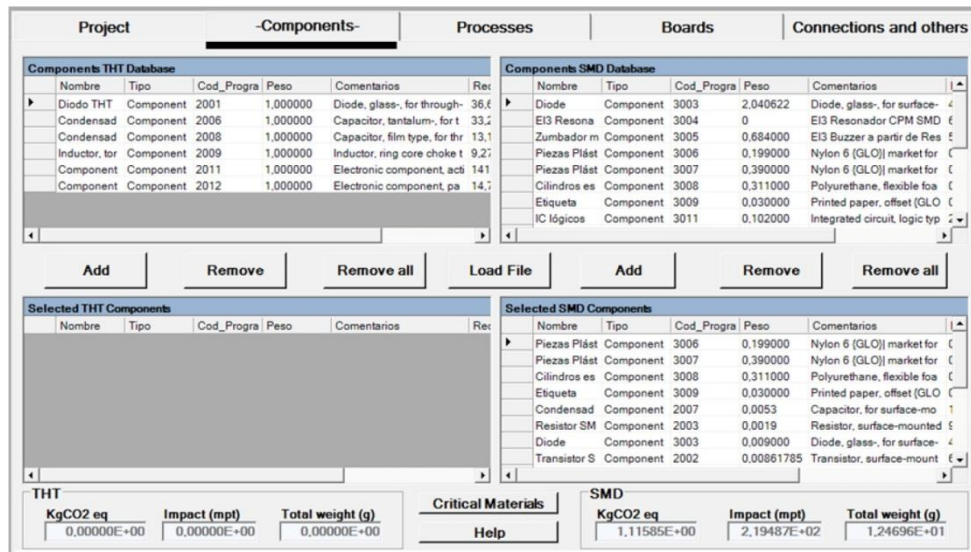 Project -Components- Processes Boards Connections and others
Components THT Database
Nombre Tipo Cod_Progra Peso Comentarios Rec
Diodo THT Component 2001 1,000000 Diode, glass-, for through- 36,6
Condensad Component 2006 1,000000 Capacitor, tantalum-, for t 33,2
Condensad Component 2008 1,000000 Capacitor, film type, for thr 13,1
Inductor, tor Component 2009 1,000000 Inductor, ring core choke t 9,27
Component Component 2011 1,000000 Electronic component, acti 141
Component Component 2012 1,000000 Electronic component, pa 14,7
Components SMD Database
Nombre Tipo Cod_Progra Peso Comentarios
Diode Component 3003 2,040622 Diode, glass-, for surface-
EI3 Resona Component 3004 0 EI3 Resonador CPM SMD
Zumbador m Component 3005 0,684000 EI3 Buzzer a partir de Res
Piezas Plást Component 3006 0,199000 Nylon 6 {GLO}| market for
Piezas Plást Component 3007 0,390000 Nylon 6 {GLO}| market for
Cilindros es Component 3008 0,311000 Polyurethane, flexible foa
Etiqueta Component 3009 0,030000 Printed paper, offset {GLO
IC lógicos Component 3011 0,102000 Integrated circuit, logic typ
Add Remove Remove all Load File Add Remove Remove all
Selected THT Components
Nombre Tipo Cod_Progra Peso Comentarios Rec
Selected SMD Components
Nombre Tipo Cod_Progra Peso Comentarios
Piezas Plást Component 3006 0,199000 Nylon 6 {GLO}| market for
Piezas Plást Component 3007 0,390000 Nylon 6 {GLO}| market for
Cilindros es Component 3008 0,311000 Polyurethane, flexible foa
Etiqueta Component 3009 0,030000 Printed paper, offset {GLO
Condensad Component 2007 0,0053 Capacitor, for surface-mo
Resistor SM Component 2003 0,0019 Resistor, surface-mounted
Diode Component 3003 0,009000 Diode, glass-, for surface-
Transistor S Component 2002 0,00861785 Transistor, surface-mount
THT
KgCO2 eq Impact (mpt) Total weight (g)
0,00000E+00 0,00000E+00 0,00000E+00
Critical Materials
Help
SMD
KgCO2 eq Impact (mpt) Total weight (g)
1,11585E+00 2,19487E+02 1,24696E+01